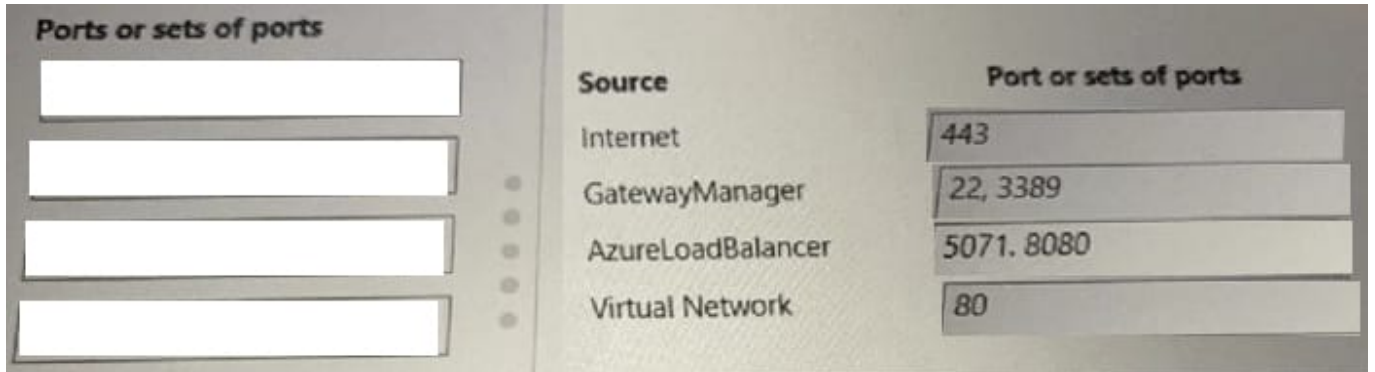 Ports or sets of ports
Source
Port or sets of ports
Internet
443
GatewayManager
22, 3389
AzureLoadBalancer
5071. 8080
Virtual Network
80